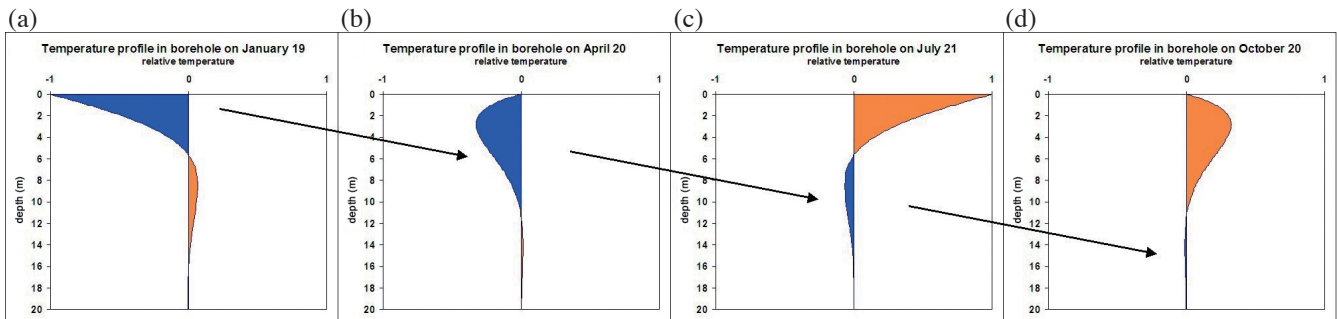 (a) (b) (c) (d)
Temperature profile in borehole on January 19
relative temperature
-1 0 1
0
2
4
6
8
10
12
14
16
18
20
depth (m)
Temperature profile in borehole on April 20
relative temperature
-1 0 1
0
2
4
6
8
10
12
14
16
18
20
depth (m)
Temperature profile in borehole on July 21
relative temperature
-1 0 1
0
2
4
6
8
10
12
14
16
18
20
depth (m)
Temperature profile in borehole on October 20
relative temperature
-1 0 1
0
2
4
6
8
10
12
14
16
18
20
depth (m)